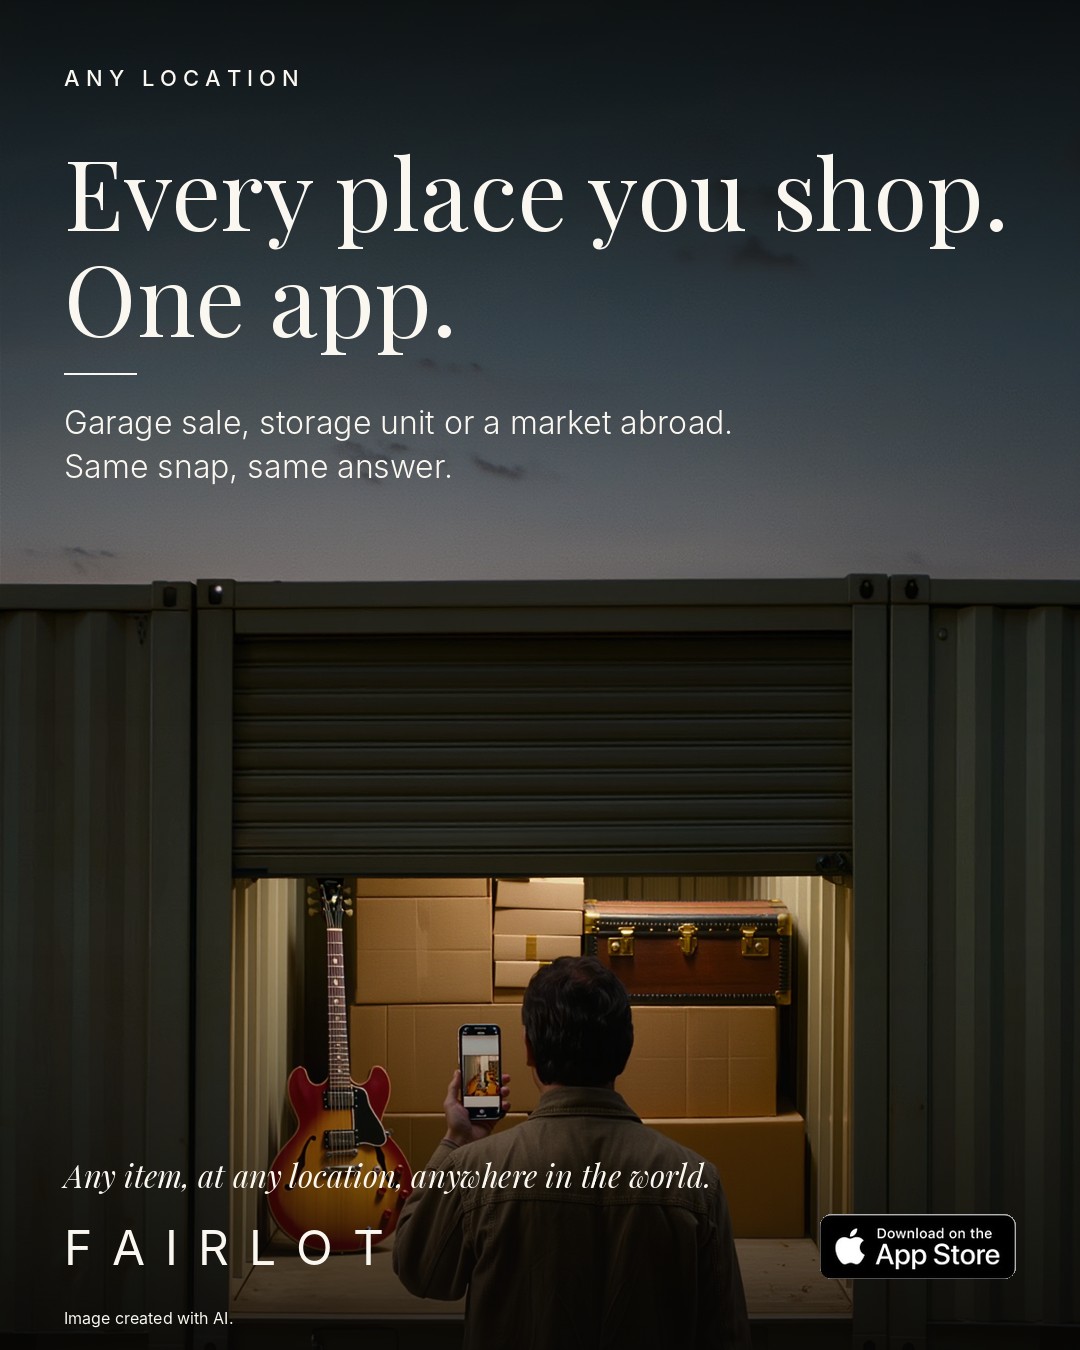 ANY LOCATION
Every place you shop.
One app.
Garage sale, storage unit or a market abroad.
Same snap, same answer.
Any item, at any location, anywhere in the world.
FAIRLOT
Download on the
App Store
Image created with AI.